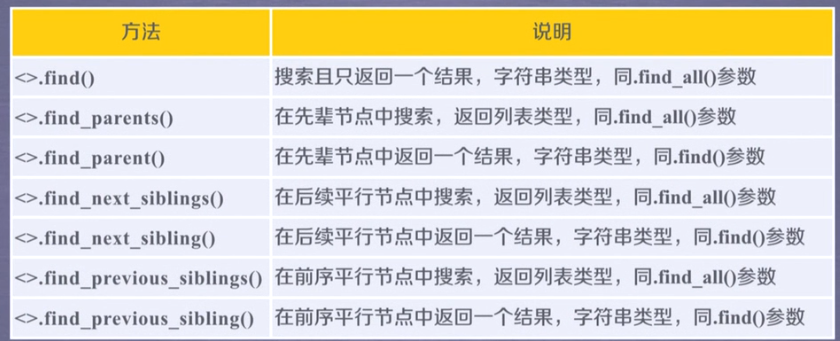 方法 说明
<>.find() 搜索且只返回一个结果，字符串类型，同.find_all()参数
<>.find_parents() 在先辈节点中搜索，返回列表类型，同.find_all()参数
<>.find_parent() 在先辈节点中返回一个结果，字符串类型，同.find()参数
<>.find_next_siblings() 在后续平行节点中搜索，返回列表类型，同.find_all()参数
<>.find_next_sibling() 在后续平行节点中返回一个结果，字符串类型，同.find()参数
<>.find_previous_siblings() 在前序平行节点中搜索，返回列表类型，同.find_all()参数
<>.find_previous_sibling() 在前序平行节点中返回一个结果，字符串类型，同.find()参数